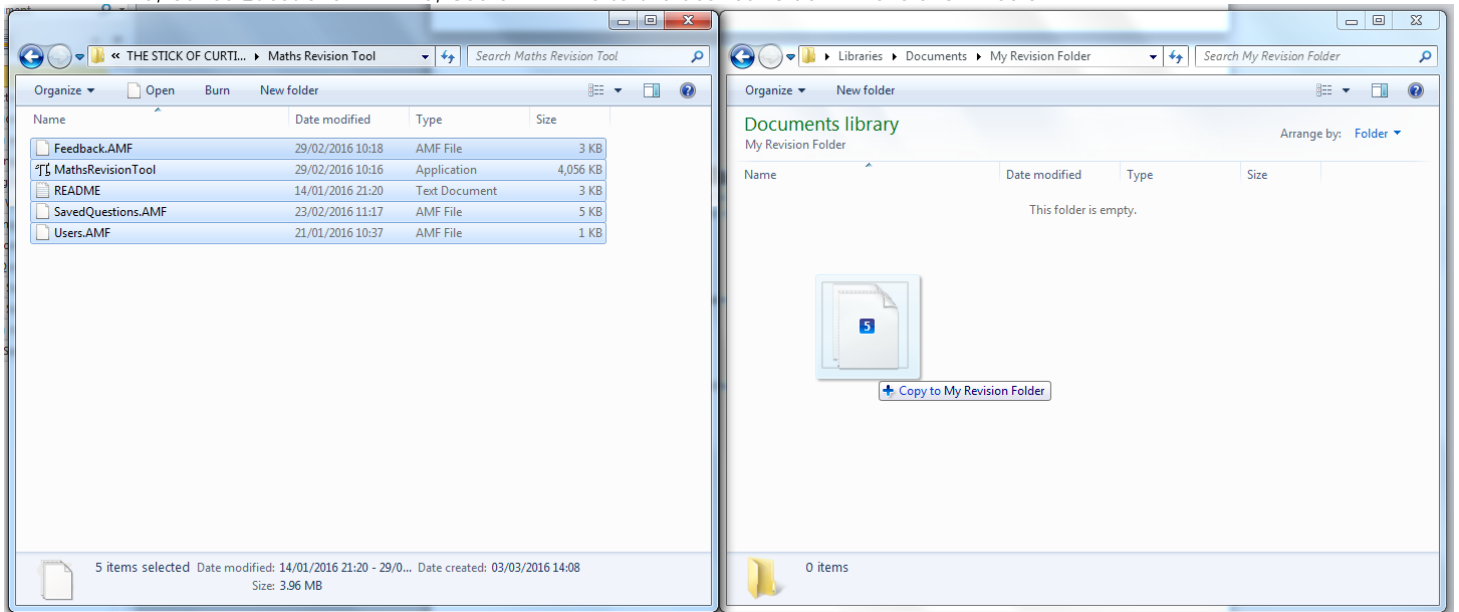 « THE STICK OF CURTI... ▸ Maths Revision Tool
Search Maths Revision Tool
Organize
Open
Burn
New folder
Name Date modified Type Size
Feedback.AMF 29/02/2016 10:18 AMF File 3 KB
MathsRevisionTool 29/02/2016 10:16 Application 4,056 KB
README 14/01/2016 21:20 Text Document 3 KB
SavedQuestions.AMF 23/02/2016 11:17 AMF File 5 KB
Users.AMF 21/01/2016 10:37 AMF File 1 KB
5 items selected Date modified: 14/01/2016 21:20 - 29/0... Date created: 03/03/2016 14:08
Size: 3.96 MB
▸ Libraries ▸ Documents ▸ My Revision Folder
Search My Revision Folder
Organize
New folder
Documents library
My Revision Folder
Arrange by: Folder
Name Date modified Type Size
This folder is empty.
5
Copy to My Revision Folder
0 items